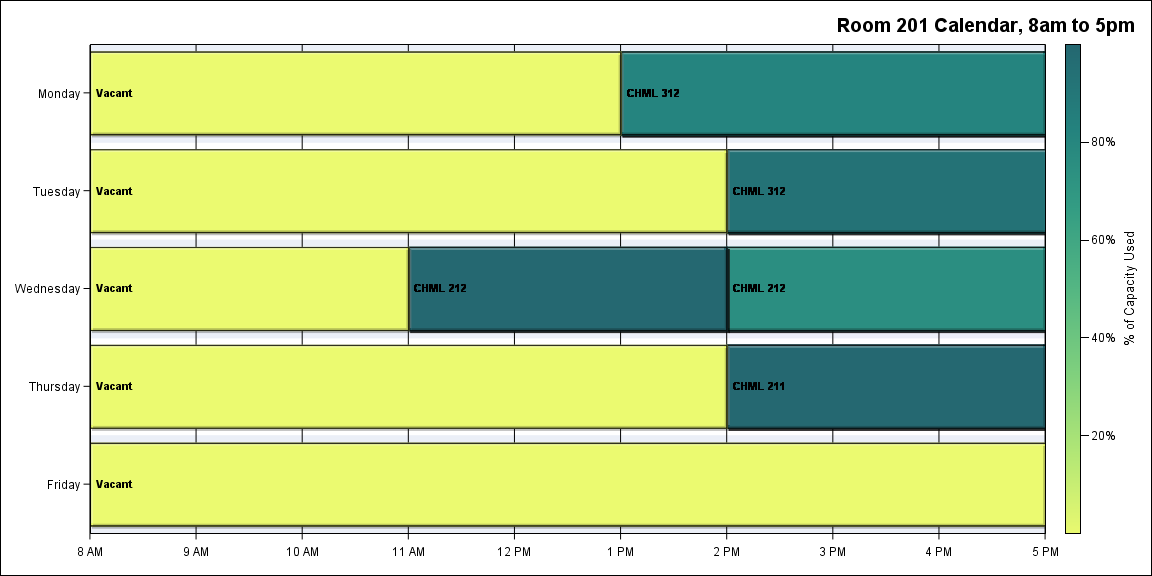 Room 201 Calendar, 8am to 5pm
Monday
Vacant
CHML 312
Tuesday
Vacant
CHML 312
Wednesday
Vacant
CHML 212
CHML 212
Thursday
Vacant
CHML 211
Friday
Vacant
8 AM
9 AM
10 AM
11 AM
12 PM
1 PM
2 PM
3 PM
4 PM
5 PM
80%
60%
40%
20%
% of Capacity Used